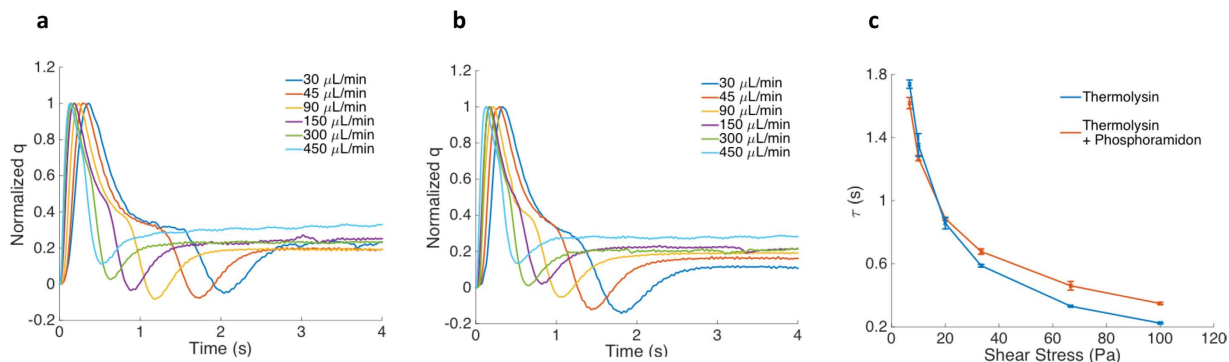 a
1.2
1
0.8
0.6
0.4
0.2
0
-0.2
Normalized q
0
1
2
3
4
Time (s)
30 μL/min
45 μL/min
90 μL/min
150 μL/min
300 μL/min
450 μL/min
b
1.2
1
0.8
0.6
0.4
0.2
0
-0.2
Normalized q
0
1
2
3
4
Time (s)
30 μL/min
45 μL/min
90 μL/min
150 μL/min
300 μL/min
450 μL/min
c
1.8
1.4
1
0.6
0.2
τ (s)
0
20
40
60
80
100
120
Shear Stress (Pa)
Thermolysin
Thermolysin
+ Phosphoramidon